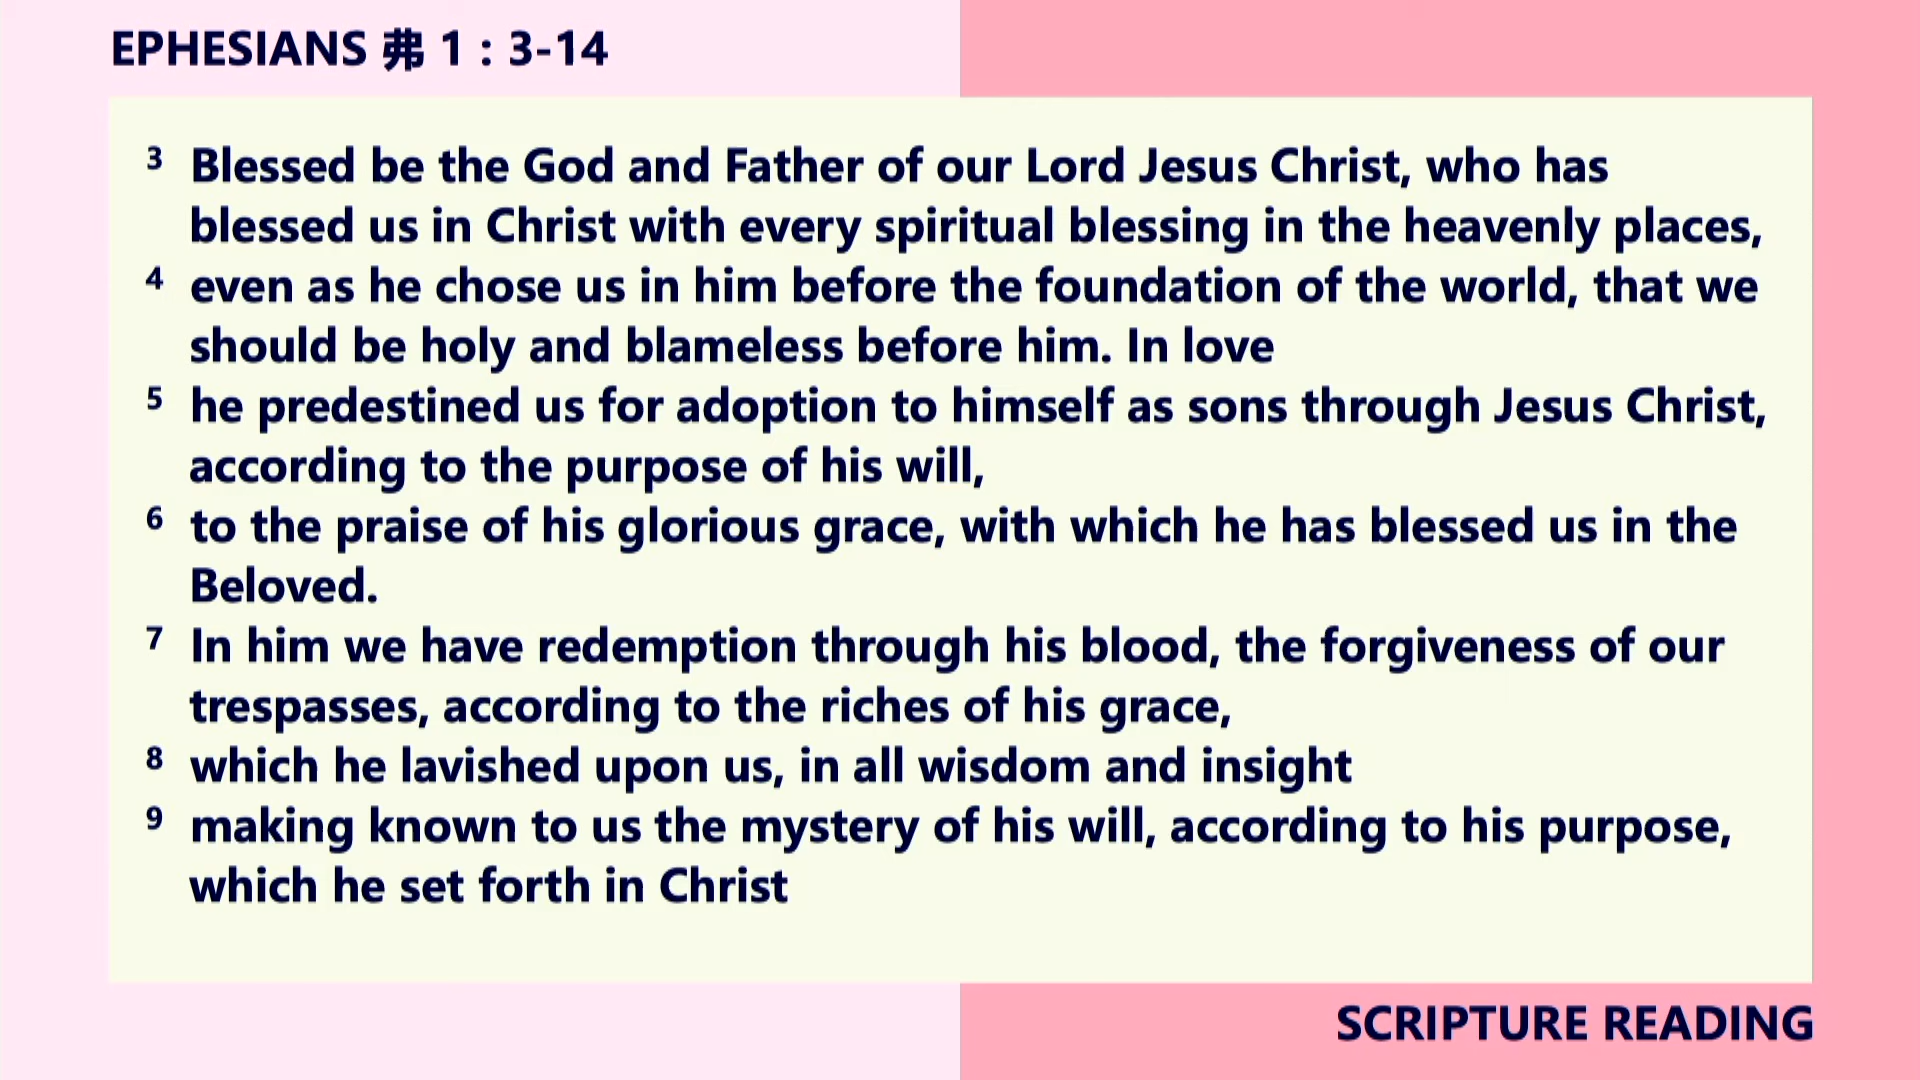 EPHESIANS 弗 1 : 3-14
3 Blessed be the God and Father of our Lord Jesus Christ, who has
blessed us in Christ with every spiritual blessing in the heavenly places,
4 even as he chose us in him before the foundation of the world, that we
should be holy and blameless before him. In love
5 he predestined us for adoption to himself as sons through Jesus Christ,
according to the purpose of his will,
6 to the praise of his glorious grace, with which he has blessed us in the
Beloved.
7 In him we have redemption through his blood, the forgiveness of our
trespasses, according to the riches of his grace,
8 which he lavished upon us, in all wisdom and insight
9 making known to us the mystery of his will, according to his purpose,
which he set forth in Christ
SCRIPTURE READING